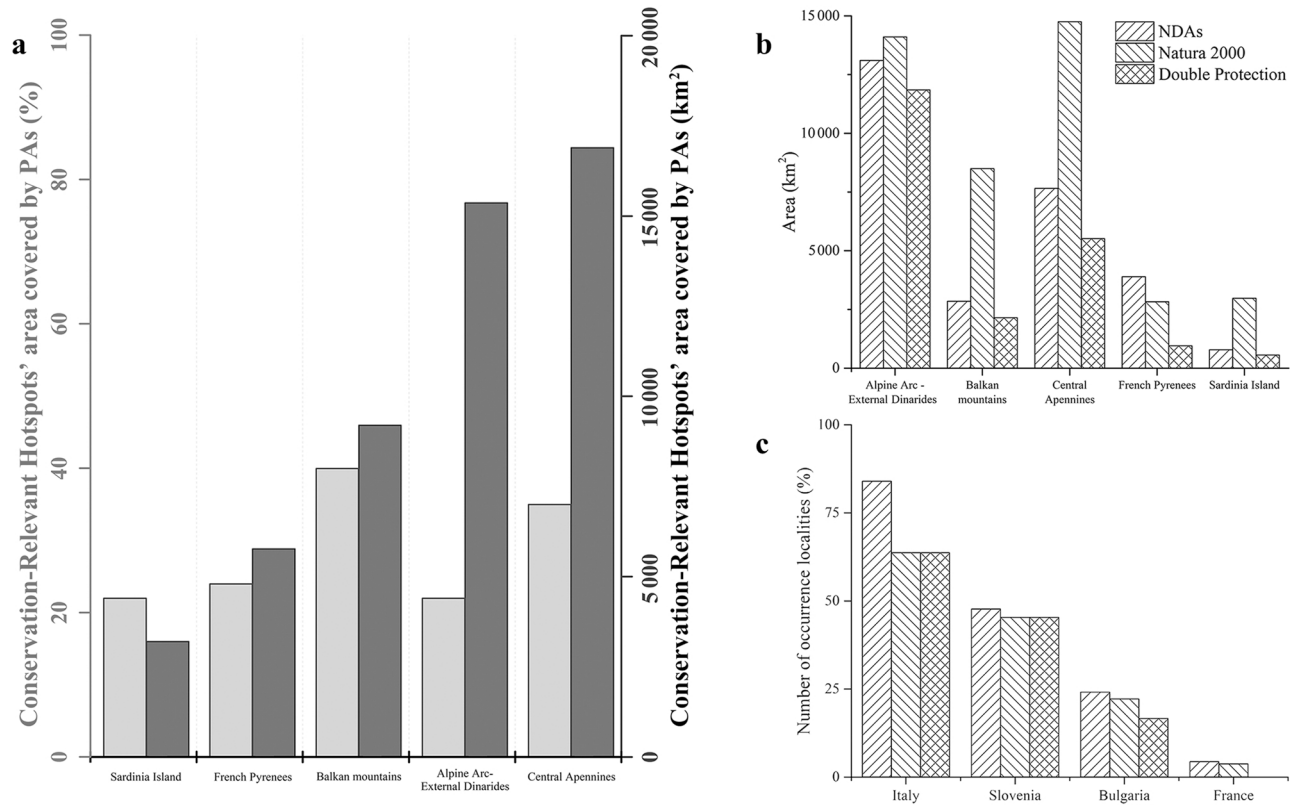 a
Conservation-Relevant Hotspots' area covered by PAs (%)
100
80
60
40
20
0
Sardinia Island
French Pyrenees
Balkan mountains
Alpine Arc-
External Dinarides
Central Apennines
20 000
15 000
10 000
5 000
0
Conservation-Relevant Hotspots' area covered by PAs (km²)
b
Area (km²)
15 000
10 000
5000
0
NDAs
Natura 2000
Double Protection
Alpine Arc -
External Dinarides
Balkan
mountains
Central
Apennines
French Pyrenees
Sardinia Island
c
Number of occurrence localities (%)
100
75
50
25
0
Italy
Slovenia
Bulgaria
France